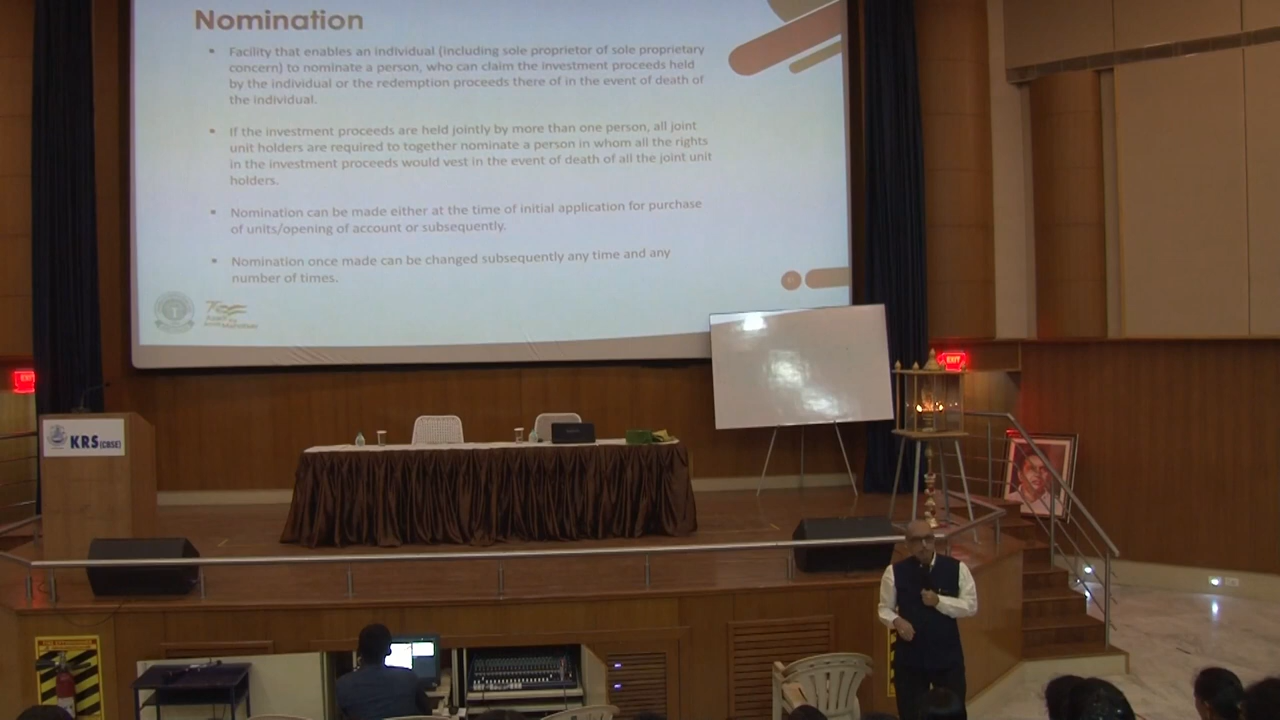 Nomination
▪ Facility that enables an individual (including sole proprietor of sole proprietary
concern) to nominate a person, who can claim the investment proceeds held
by the individual or the redemption proceeds there of in the event of death of
the individual.
▪ If the investment proceeds are held jointly by more than one person, all joint
unit holders are required to together nominate a person in whom all the rights
in the investment proceeds would vest in the event of death of all the joint unit
holders.
▪ Nomination can be made either at the time of initial application for purchase
of units/opening of account or subsequently.
▪ Nomination once made can be changed subsequently any time and any
number of times.
EXIT
EXIT
KRS(CBSE)